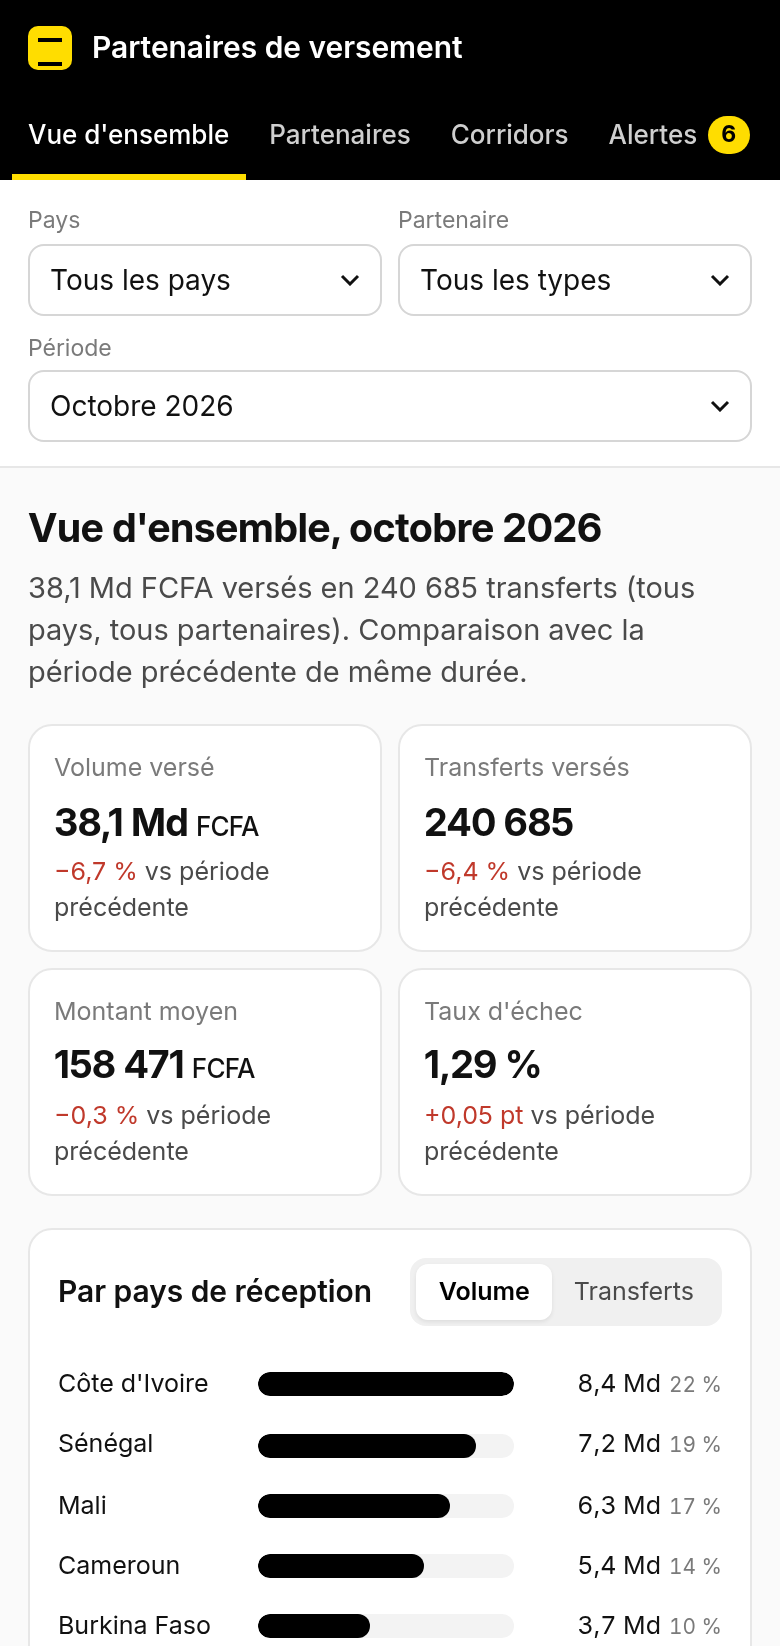 Partenaires de versement
Vue d'ensemble Partenaires Corridors Alertes 6
Pays Partenaire
Tous les pays Tous les types
Période
Octobre 2026
Vue d'ensemble, octobre 2026
38,1 Md FCFA versés en 240 685 transferts (tous
pays, tous partenaires). Comparaison avec la
période précédente de même durée.
Volume versé
38,1 Md FCFA
−6,7 % vs période
précédente
Transferts versés
240 685
−6,4 % vs période
précédente
Montant moyen
158 471 FCFA
−0,3 % vs période
précédente
Taux d'échec
1,29 %
+0,05 pt vs période
précédente
Par pays de réception Volume Transferts
Côte d'Ivoire 8,4 Md 22 %
Sénégal 7,2 Md 19 %
Mali 6,3 Md 17 %
Cameroun 5,4 Md 14 %
Burkina Faso 3,7 Md 10 %